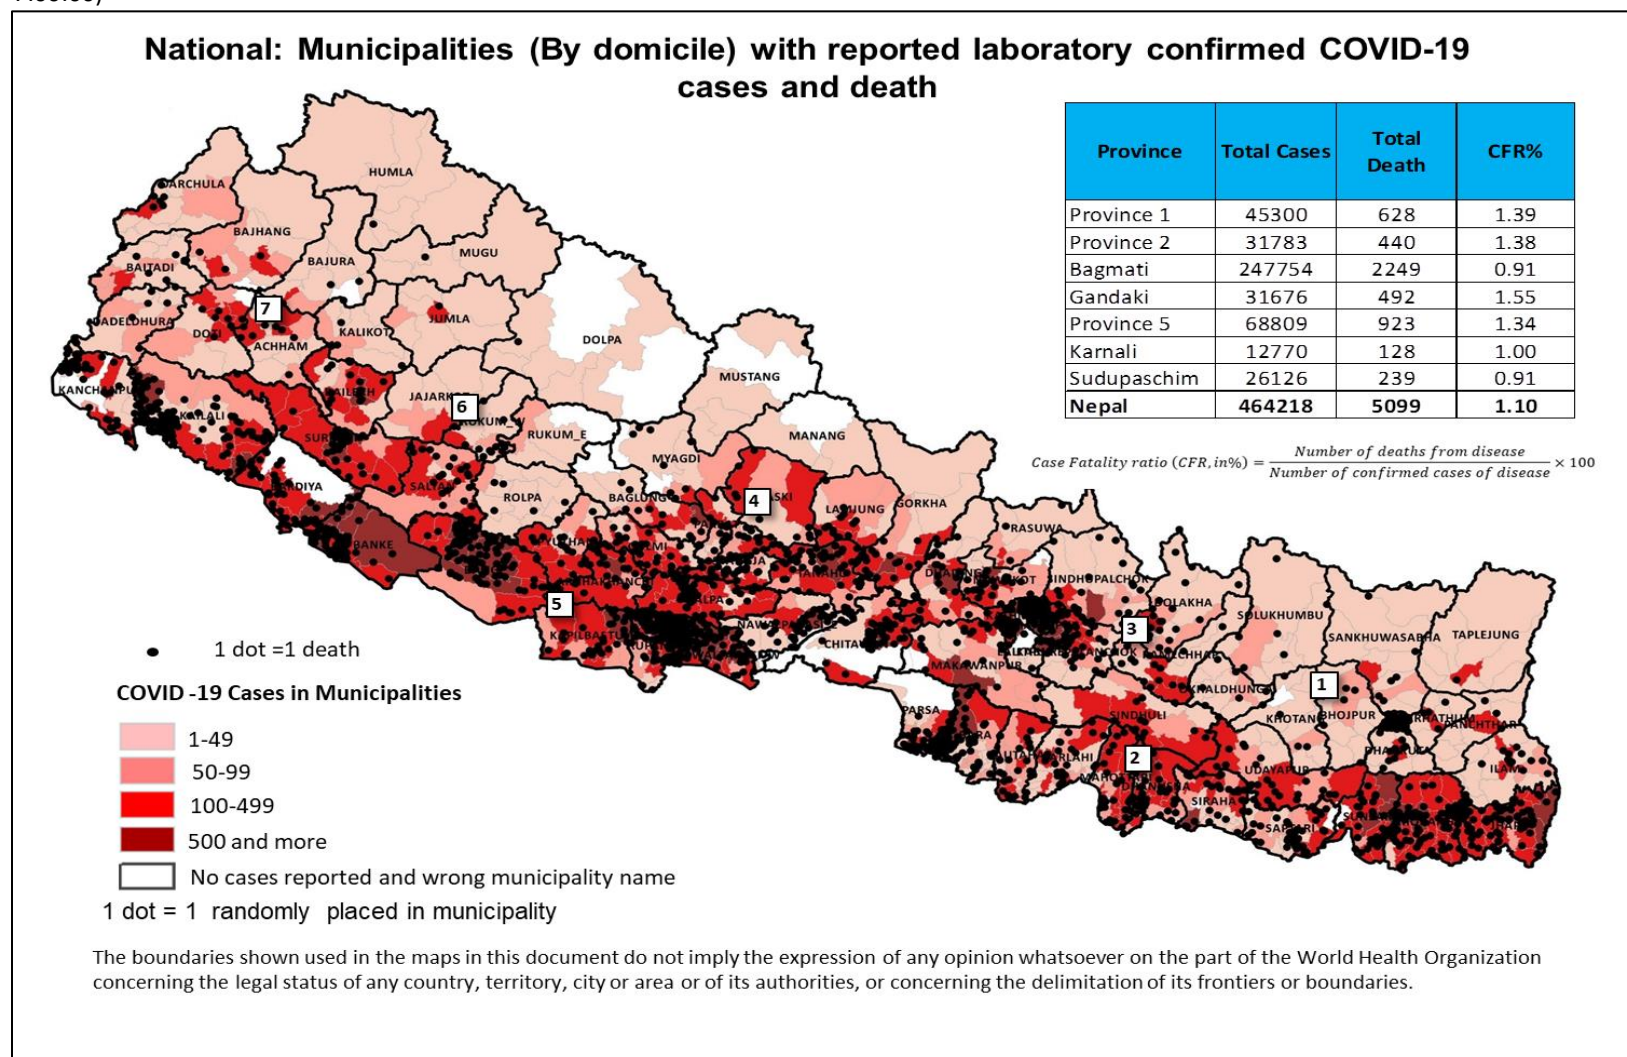 National: Municipalities (By domicile) with reported laboratory confirmed COVID-19
cases and death
Province Total Cases Total Death CFR%
Province 1 45300 628 1.39
Province 2 31783 440 1.38
Bagmati 247754 2249 0.91
Gandaki 31676 492 1.55
Province 5 68809 923 1.34
Karnali 12770 128 1.00
Sudupaschim 26126 239 0.91
Nepal 464218 5099 1.10
Case Fatality ratio (CFR, in%) = Number of deaths from disease / Number of confirmed cases of disease × 100
HUMLA
DARCHULA
BAJHANG
BAJURA
MUGU
BAITADI
7
DADELDHURA
DOTI
ACHHAM
KALIKOT
JUMLA
DOLPA
MUSTANG
KAILALI
JAJARKOT
6
RUKUM_E
MANANG
MYAGDI
ROLPA
BAGLUNG
4
LAMJUNG
GORKHA
RASUWA
BANKE
5
SINDHUPALCHOK
DOLAKHA
SOLUKHUMBU
SANKHUWASABHA
TAPLEJUNG
3
MAKAWANPUR
1
KHOTANG
BHOJPUR
PARSA
SINDHULI
2
UDAYAPUR
ILAM
SIRAHA
SAPTARI
1 dot =1 death
COVID -19 Cases in Municipalities
1-49
50-99
100-499
500 and more
No cases reported and wrong municipality name
1 dot = 1 randomly placed in municipality
The boundaries shown used in the maps in this document do not imply the expression of any opinion whatsoever on the part of the World Health Organization
concerning the legal status of any country, territory, city or area or of its authorities, or concerning the delimitation of its frontiers or boundaries.